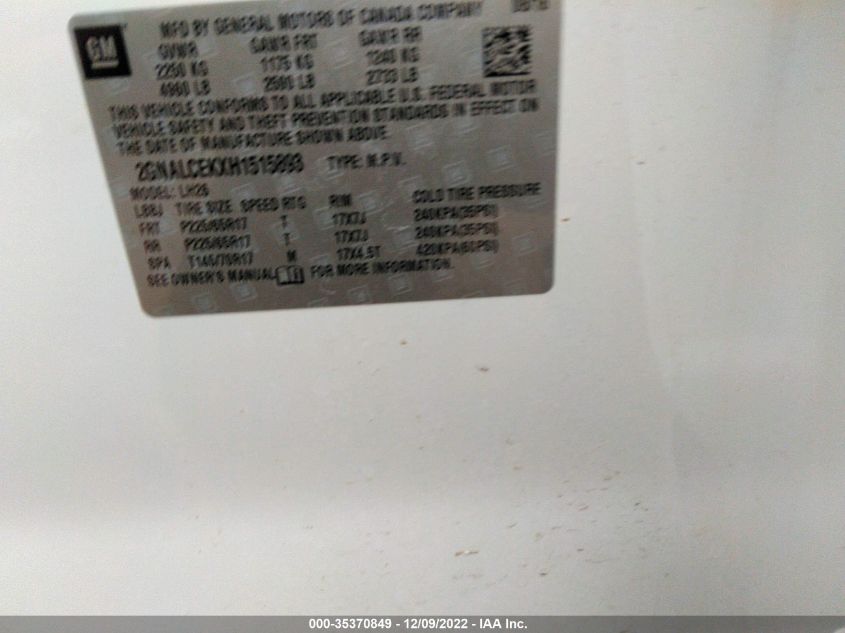 GM
MFD BY GENERAL MOTORS OF CANADA COMPANY
GVWR GAWR FRT GAWR RR
2250 KG 1175 KG 1240 KG
4960 LB 2590 LB 2733 LB
THIS VEHICLE CONFORMS TO ALL APPLICABLE U.S. FEDERAL MOTOR
VEHICLE SAFETY AND THEFT PREVENTION STANDARDS IN EFFECT ON
THE DATE OF MANUFACTURE SHOWN ABOVE.
2GNALCEKXH1515893 TYPE: M.P.V.
MODEL: LH26
TIRE SIZE SPEED RTG RIM COLD TIRE PRESSURE
FRT P225/65R17 T 17X7J 240KPA(35PSI)
RR P225/65R17 T 17X7J 240KPA(35PSI)
SPA T145/70R17 M 17X4.5T 420KPA(60PSI)
SEE OWNER'S MANUAL FOR MORE INFORMATION.
000-35370849 - 12/09/2022 - IAA Inc.